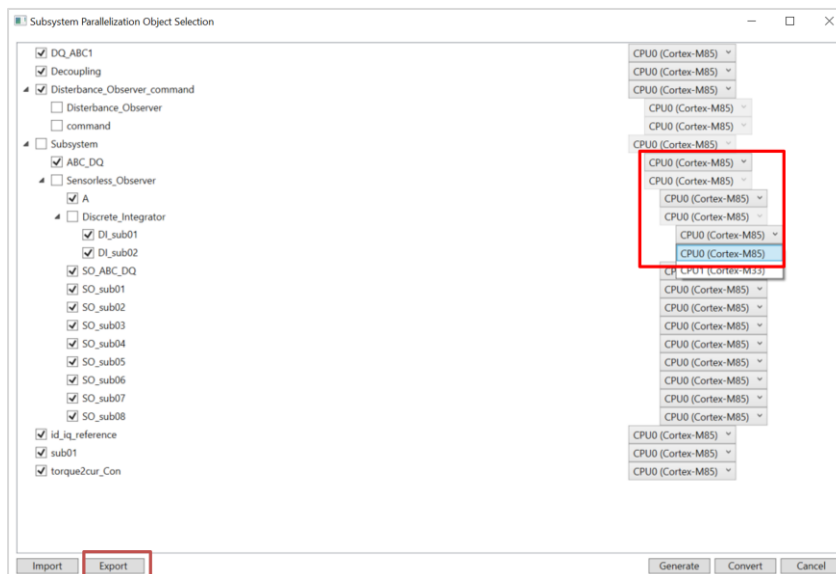 Subsystem Parallelization Object Selection
DQ_ABC1 CPU0 (Cortex-M85)
Decoupling CPU0 (Cortex-M85)
Disterbance_Observer_command CPU0 (Cortex-M85)
Disterbance_Observer CPU0 (Cortex-M85)
command CPU0 (Cortex-M85)
Subsystem CPU0 (Cortex-M85)
ABC_DQ CPU0 (Cortex-M85)
Sensorless_Observer CPU0 (Cortex-M85)
A CPU0 (Cortex-M85)
Discrete_Integrator CPU0 (Cortex-M85)
DI_sub01 CPU0 (Cortex-M85)
DI_sub02 CPU0 (Cortex-M85)
SO_ABC_DQ CP CPU1 (Cortex-M33)
SO_sub01 CPU0 (Cortex-M85)
SO_sub02 CPU0 (Cortex-M85)
SO_sub03 CPU0 (Cortex-M85)
SO_sub04 CPU0 (Cortex-M85)
SO_sub05 CPU0 (Cortex-M85)
SO_sub06 CPU0 (Cortex-M85)
SO_sub07 CPU0 (Cortex-M85)
SO_sub08 CPU0 (Cortex-M85)
id_iq_reference CPU0 (Cortex-M85)
sub01 CPU0 (Cortex-M85)
torque2cur_Con CPU0 (Cortex-M85)
Import Export Generate Convert Cancel